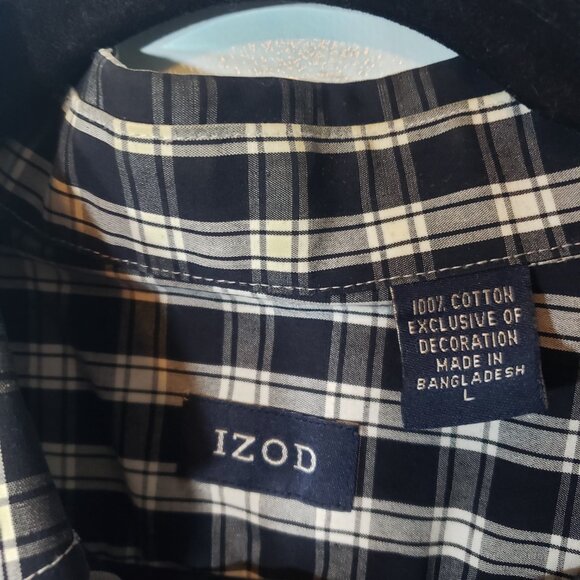 100% COTTON
EXCLUSIVE OF
DECORATION
MADE IN
BANGLADESH
L
IZOD